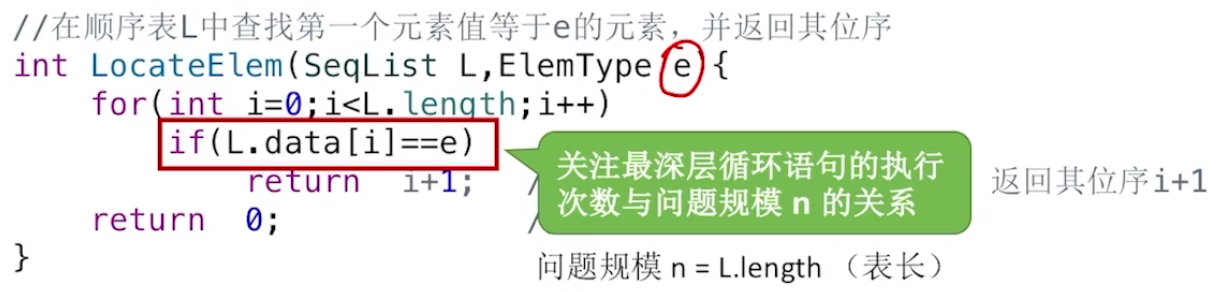 //在顺序表L中查找第一个元素值等于e的元素，并返回其位序
int LocateElem(SeqList L,ElemType e {
for(int i=0;i<L.length;i++)
if(L.data[i]==e)
return i+1; / 返回其位序i+1
return 0; /
}
关注最深层循环语句的执行
次数与问题规模 n 的关系
问题规模 n = L.length （表长）